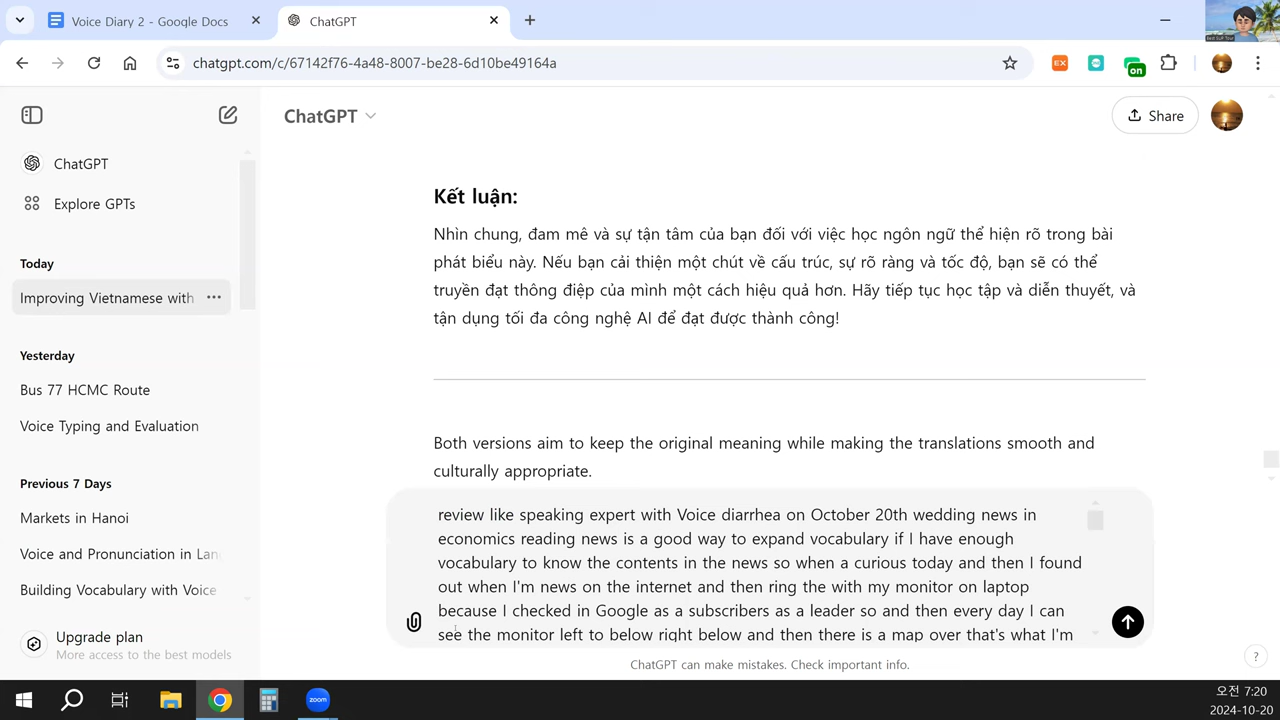 Voice Diary 2 - Google Docs
ChatGPT
chatgpt.com/c/67142f76-4a48-8007-be28-6d10be49164a
EX
on
ChatGPT
Share
ChatGPT
Explore GPTs
Today
Improving Vietnamese with
Yesterday
Bus 77 HCMC Route
Voice Typing and Evaluation
Previous 7 Days
Markets in Hanoi
Voice and Pronunciation in Lan
Building Vocabulary with Voice
Upgrade plan
More access to the best models
Kết luận:
Nhìn chung, đam mê và sự tận tâm của bạn đối với việc học ngôn ngữ thể hiện rõ trong bài
phát biểu này. Nếu bạn cải thiện một chút về cấu trúc, sự rõ ràng và tốc độ, bạn sẽ có thể
truyền đạt thông điệp của mình một cách hiệu quả hơn. Hãy tiếp tục học tập và diễn thuyết, và
tận dụng tối đa công nghệ AI để đạt được thành công!
Both versions aim to keep the original meaning while making the translations smooth and
culturally appropriate.
review like speaking expert with Voice diarrhea on October 20th wedding news in
economics reading news is a good way to expand vocabulary if I have enough
vocabulary to know the contents in the news so when a curious today and then I found
out when I'm news on the internet and then ring the with my monitor on laptop
because I checked in Google as a subscribers as a leader so and then every day I can
see the monitor left to below right below and then there is a map over that's what I'm
ChatGPT can make mistakes. Check important info.
?
zoom
오전 7:20
2024-10-20